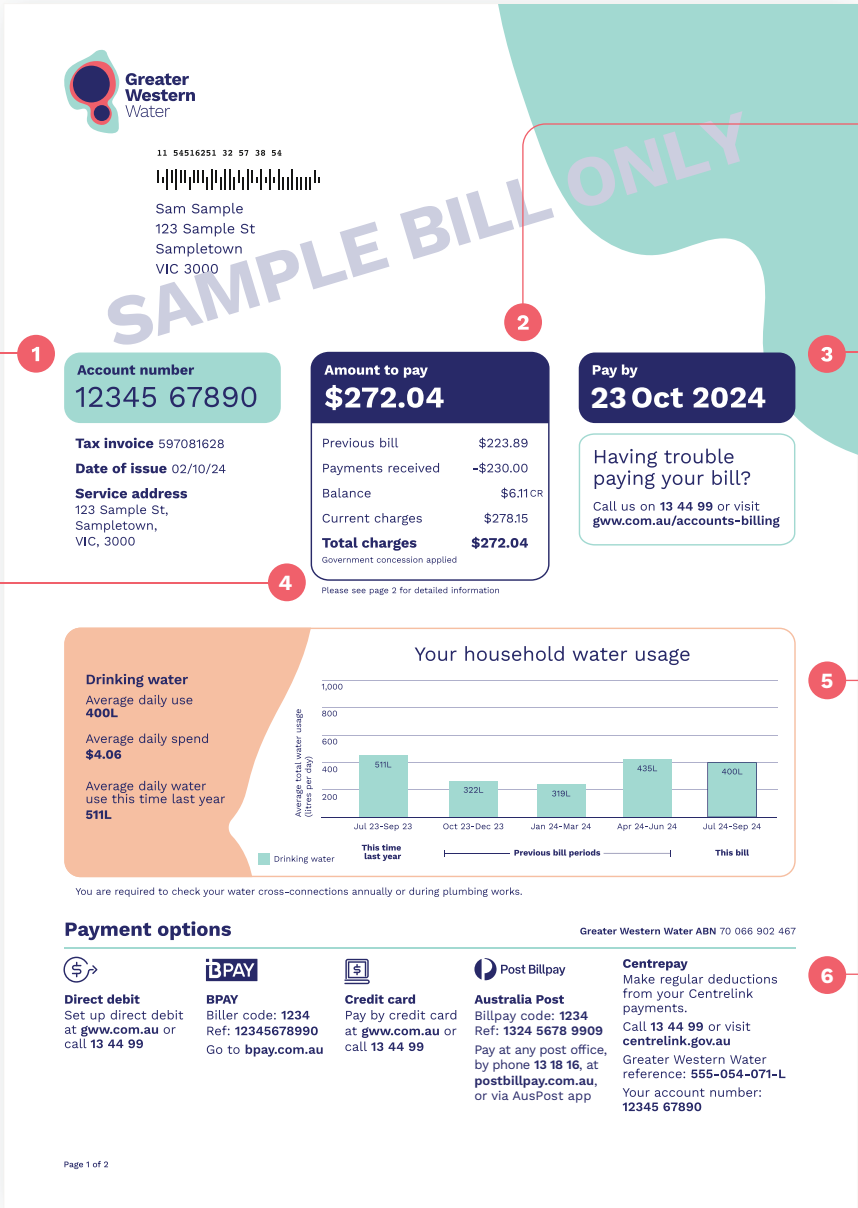 Greater
Western
Water
11 54516251 32 57 38 54
Sam Sample
123 Sample St
Sampletown
VIC 3000
SAMPLE BILL ONLY
2
1
3
Account number
12345 67890
Tax invoice 597081628
Date of issue 02/10/24
Service address
123 Sample St,
Sampletown,
VIC, 3000
Amount to pay
$272.04
Previous bill $223.89
Payments received -$230.00
Balance $6.11CR
Current charges $278.15
Total charges $272.04
Government concession applied
Please see page 2 for detailed information
4
Pay by
23 Oct 2024
Having trouble
paying your bill?
Call us on 13 44 99 or visit
gww.com.au/accounts-billing
5
Drinking water
Average daily use
400L
Average daily spend
$4.06
Average daily water
use this time last year
511L
Your household water usage
Average total water usage
(litres per day)
1,000
800
600
400
200
511L
322L
319L
435L
400L
Jul 23-Sep 23
Oct 23-Dec 23
Jan 24-Mar 24
Apr 24-Jun 24
Jul 24-Sep 24
This time
last year
Previous bill periods
This bill
Drinking water
You are required to check your water cross-connections annually or during plumbing works.
Payment options
Greater Western Water ABN 70 066 902 467
6
Direct debit
Set up direct debit
at gww.com.au or
call 13 44 99
BPAY
BPAY
Biller code: 1234
Ref: 12345678990
Go to bpay.com.au
Credit card
Pay by credit card
at gww.com.au or
call 13 44 99
Post Billpay
Australia Post
Billpay code: 1234
Ref: 1324 5678 9909
Pay at any post office,
by phone 13 18 16, at
postbillpay.com.au,
or via AusPost app
Centrepay
Make regular deductions
from your Centrelink
payments.
Call 13 44 99 or visit
centrelink.gov.au
Greater Western Water
reference: 555-054-071-L
Your account number:
12345 67890
Page 1 of 2